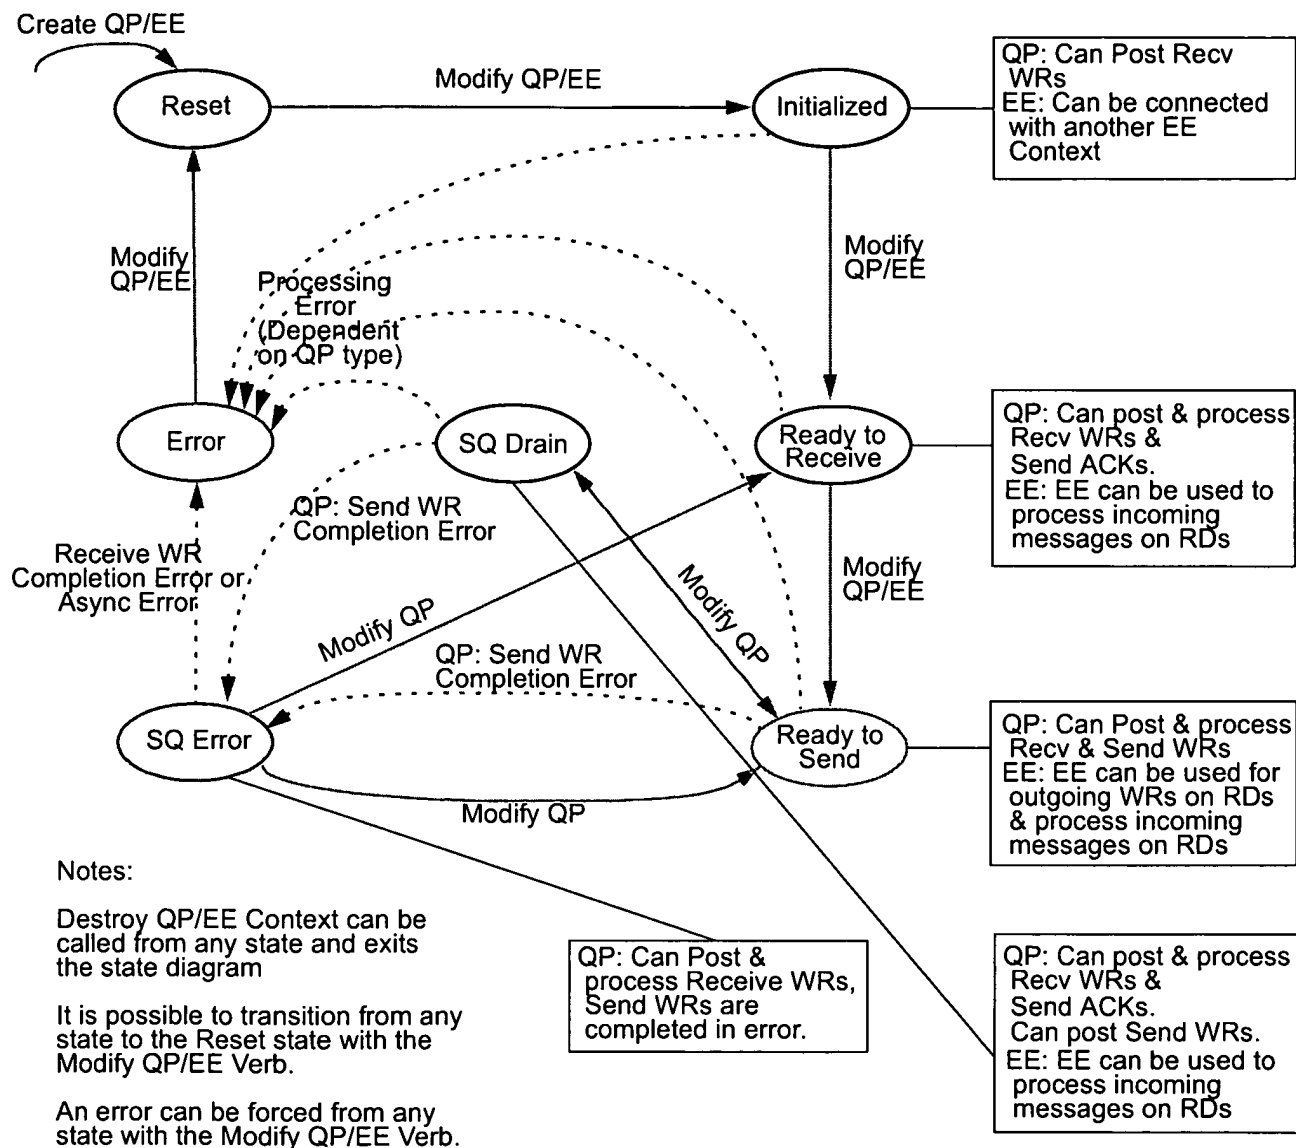 Create QP/EE
Reset
Modify QP/EE
Initialized
QP: Can Post Recv
WRs
EE: Can be connected
with another EE
Context
Modify
QP/EE
Modify
QP/EE
Processing
Error
(Dependent
on QP type)
Error
SQ Drain
Ready to
Receive
QP: Can post & process
Recv WRs &
Send ACKs.
EE: EE can be used to
process incoming
messages on RDs
QP: Send WR
Completion Error
Receive WR
Completion Error or
Async Error
Modify QP
Modify QP
Modify
QP/EE
QP: Send WR
Completion Error
SQ Error
Ready to
Send
QP: Can Post & process
Recv & Send WRs
EE: EE can be used for
outgoing WRs on RDs
& process incoming
messages on RDs
Modify QP
Notes:
Destroy QP/EE Context can be
called from any state and exits
the state diagram
It is possible to transition from any
state to the Reset state with the
Modify QP/EE Verb.
An error can be forced from any
state with the Modify QP/EE Verb.
QP: Can Post &
process Receive WRs,
Send WRs are
completed in error.
QP: Can post & process
Recv WRs &
Send ACKs.
Can post Send WRs.
EE: EE can be used to
process incoming
messages on RDs